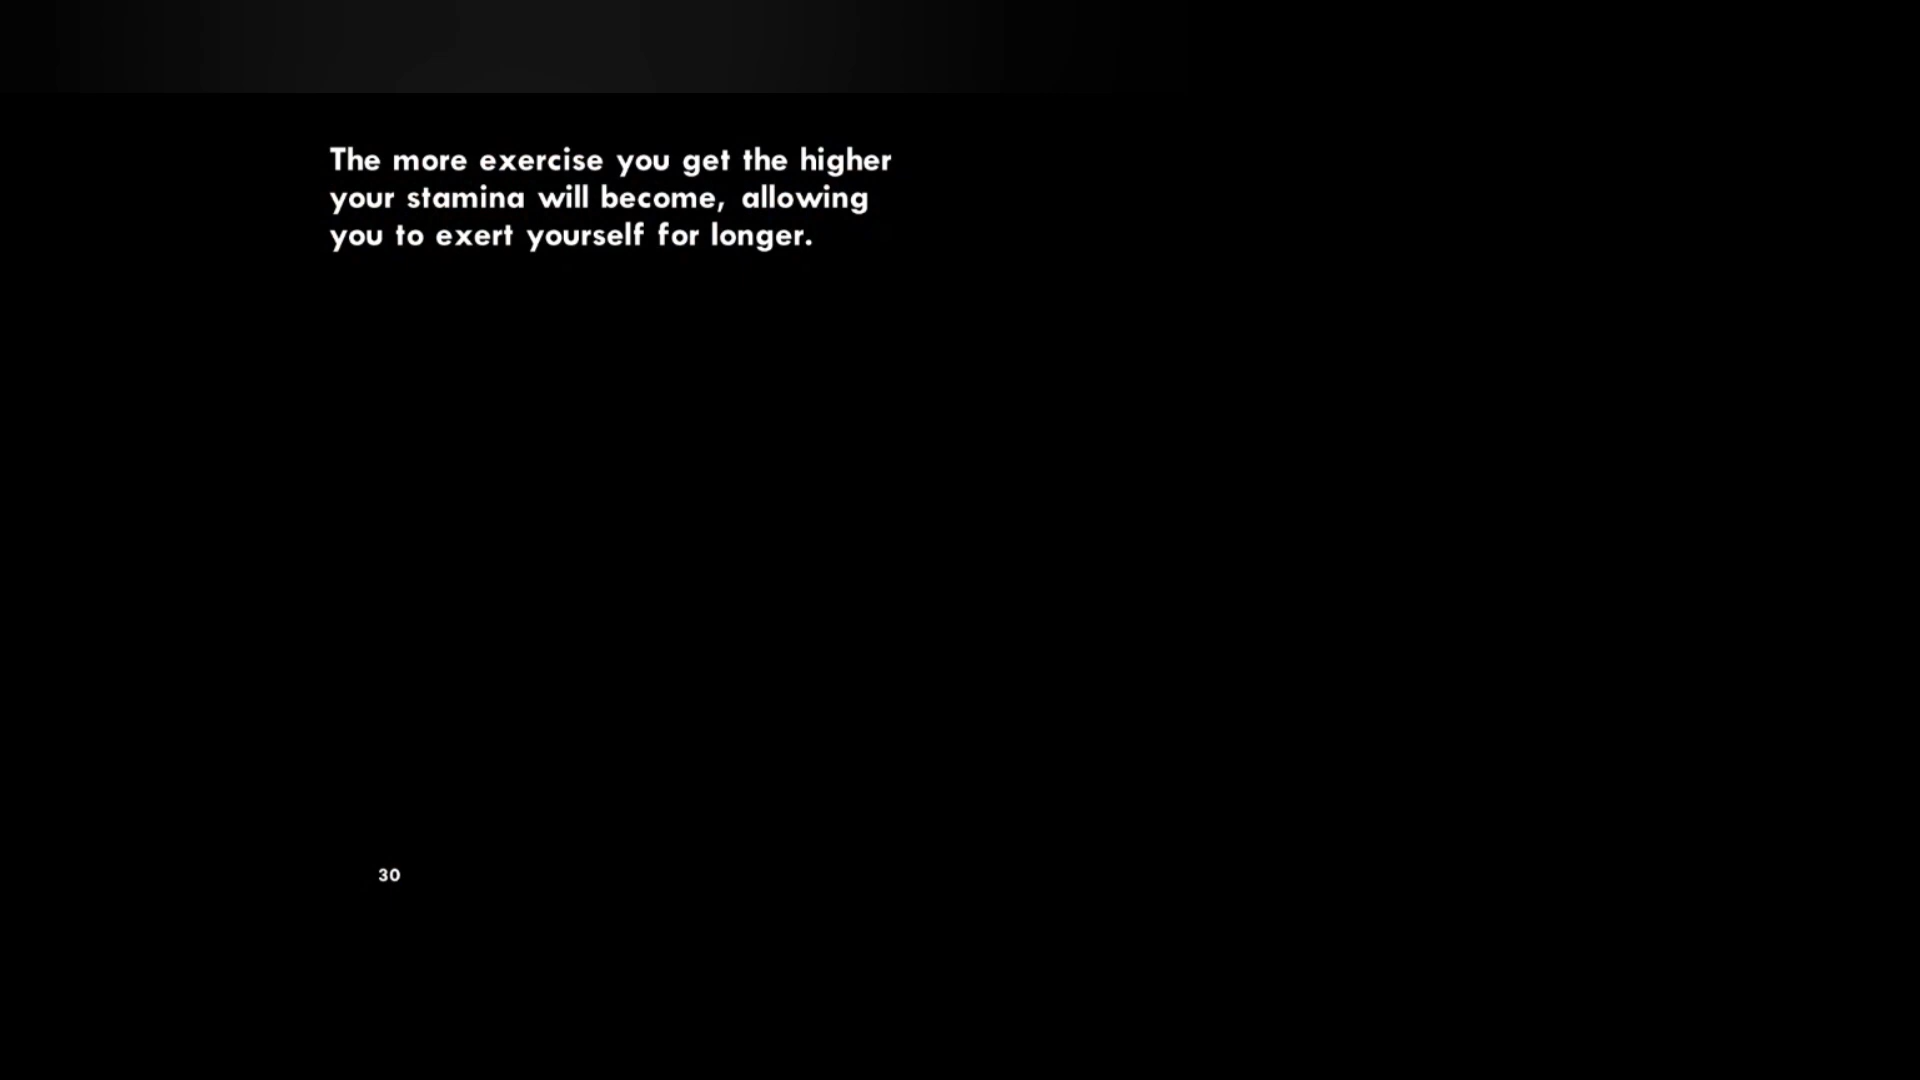 The more exercise you get the higher
your stamina will become, allowing
you to exert yourself for longer.
30